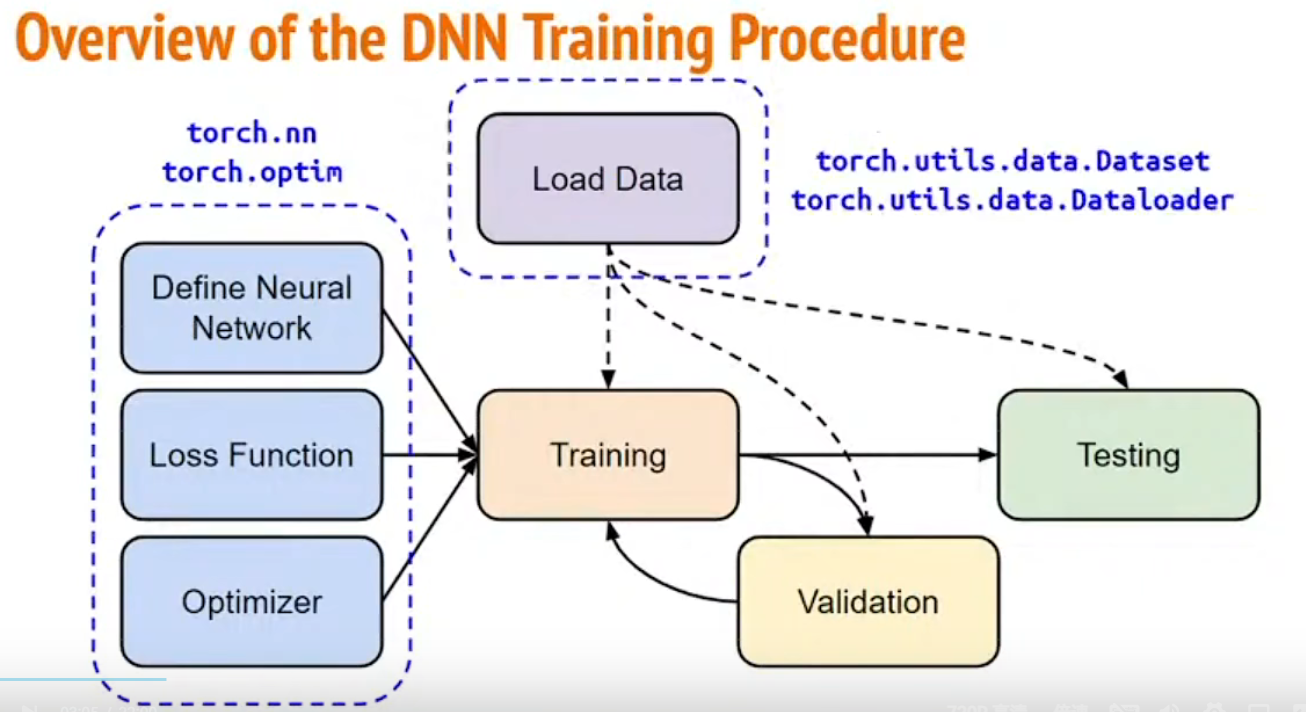 Overview of the DNN Training Procedure
torch.nn
torch.optim
Load Data
torch.utils.data.Dataset
torch.utils.data.Dataloader
Define Neural
Network
Loss Function
Training
Testing
Optimizer
Validation